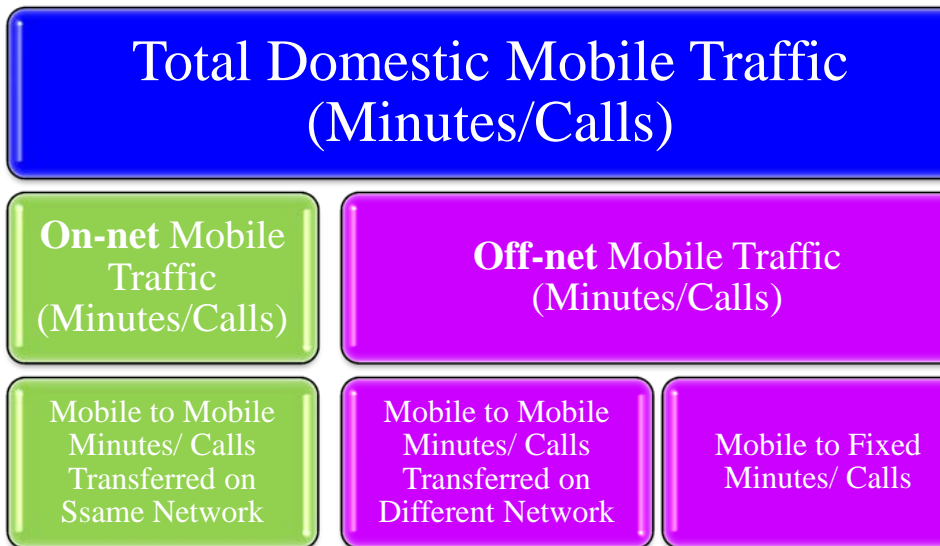 Total Domestic Mobile Traffic
(Minutes/Calls)
On-net Mobile
Traffic
(Minutes/Calls)
Off-net Mobile Traffic
(Minutes/Calls)
Mobile to Mobile
Minutes/ Calls
Transferred on
Ssame Network
Mobile to Mobile
Minutes/ Calls
Transferred on
Different Network
Mobile to Fixed
Minutes/ Calls